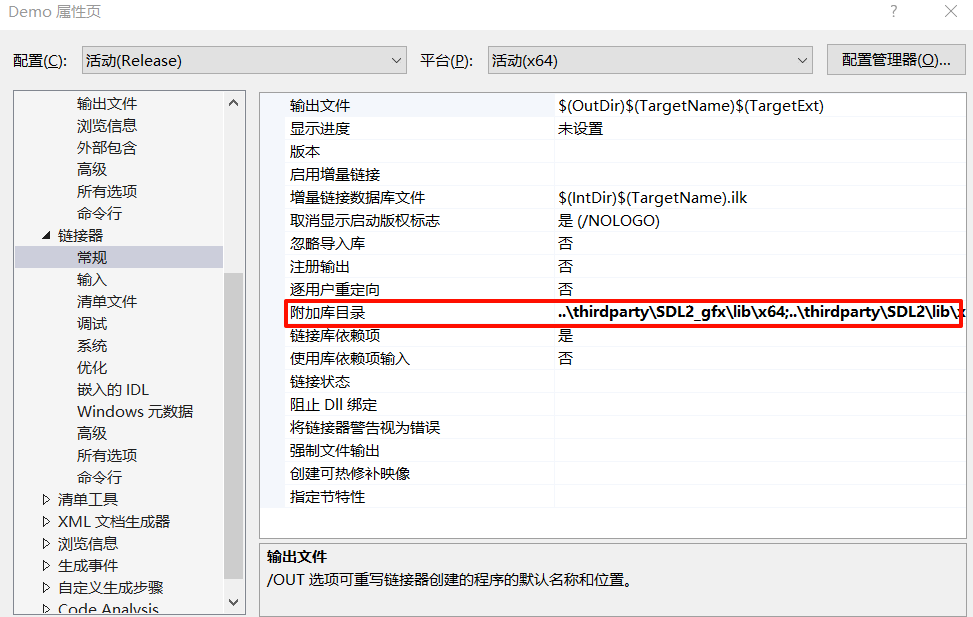 Demo 属性页
配置(C): 活动(Release) 平台(P): 活动(x64) 配置管理器(O)...
输出文件
浏览信息
外部包含
高级
所有选项
命令行
链接器
常规
输入
清单文件
调试
系统
优化
嵌入的 IDL
Windows 元数据
高级
所有选项
命令行
清单工具
XML 文档生成器
浏览信息
生成事件
自定义生成步骤
Code Analysis
输出文件 $(OutDir)$(TargetName)$(TargetExt)
显示进度 未设置
版本
启用增量链接
增量链接数据库文件 $(IntDir)$(TargetName).ilk
取消显示启动版权标志 是 (/NOLOGO)
忽略导入库 否
注册输出 否
逐用户重定向 否
附加库目录 ..\thirdparty\SDL2_gfx\lib\x64;..\thirdparty\SDL2\lib\x
链接库依赖项 是
使用库依赖项输入 否
链接状态
阻止 Dll 绑定
将链接器警告视为错误
强制文件输出
创建可热修补映像
指定节特性
输出文件
/OUT 选项可重写链接器创建的程序的默认名称和位置。